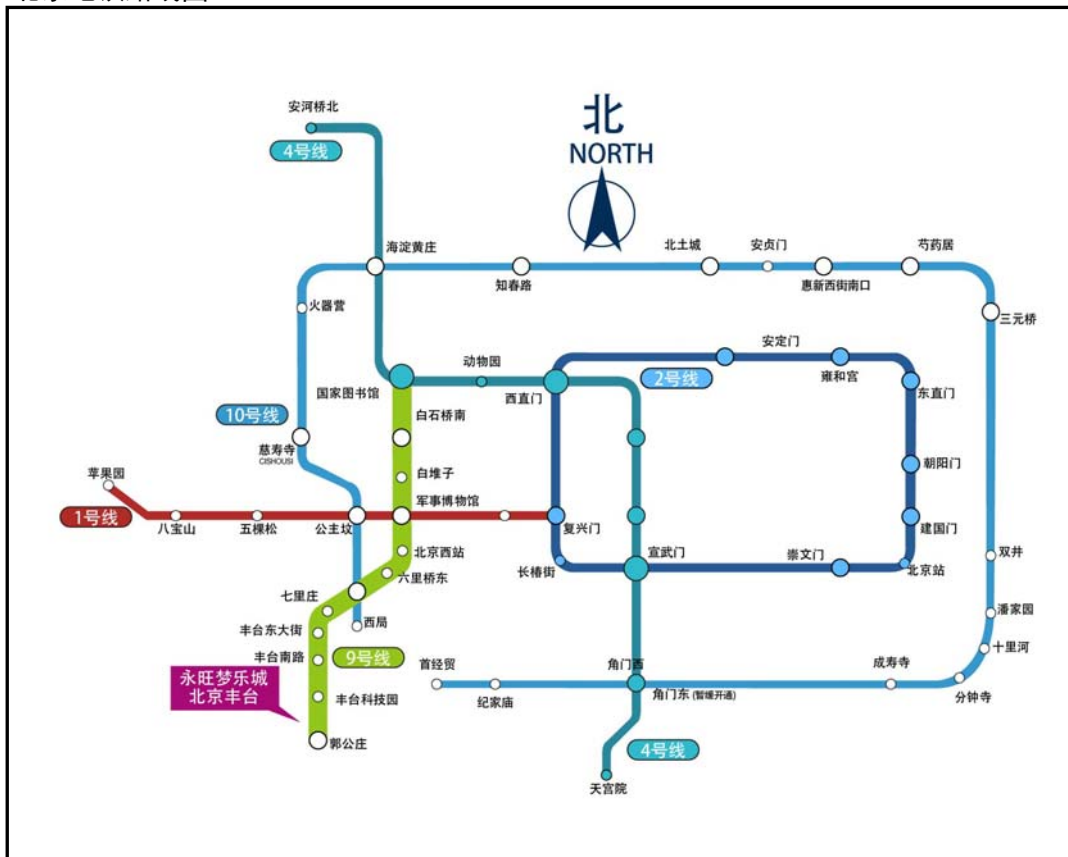 安河桥北
4号线
北
NORTH
海淀黄庄
知春路
北土城
安贞门
惠新西街南口
芍药居
三元桥
火器营
国家图书馆
动物园
西直门
2号线
安定门
雍和宫
东直门
10号线
白石桥南
慈寿寺
CISHOUSI
白堆子
朝阳门
苹果园
1号线
八宝山
五棵松
公主坟
军事博物馆
复兴门
建国门
北京西站
长椿街
宣武门
崇文门
北京站
双井
六里桥东
七里庄
西局
潘家园
丰台东大街
十里河
丰台南路
9号线
首经贸
角门西
成寿寺
永旺梦乐城
北京丰台
丰台科技园
纪家庙
角门东 (暂缓开通)
分钟寺
郭公庄
4号线
天宫院